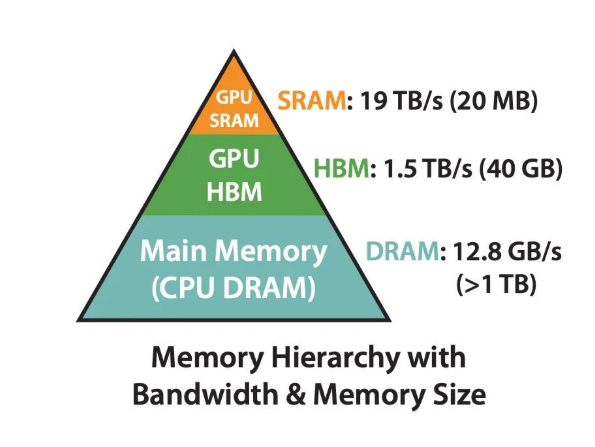 GPU
SRAM
SRAM: 19 TB/s (20 MB)
GPU
HBM
HBM: 1.5 TB/s (40 GB)
Main Memory
(CPU DRAM)
DRAM: 12.8 GB/s
(>1 TB)
Memory Hierarchy with
Bandwidth & Memory Size